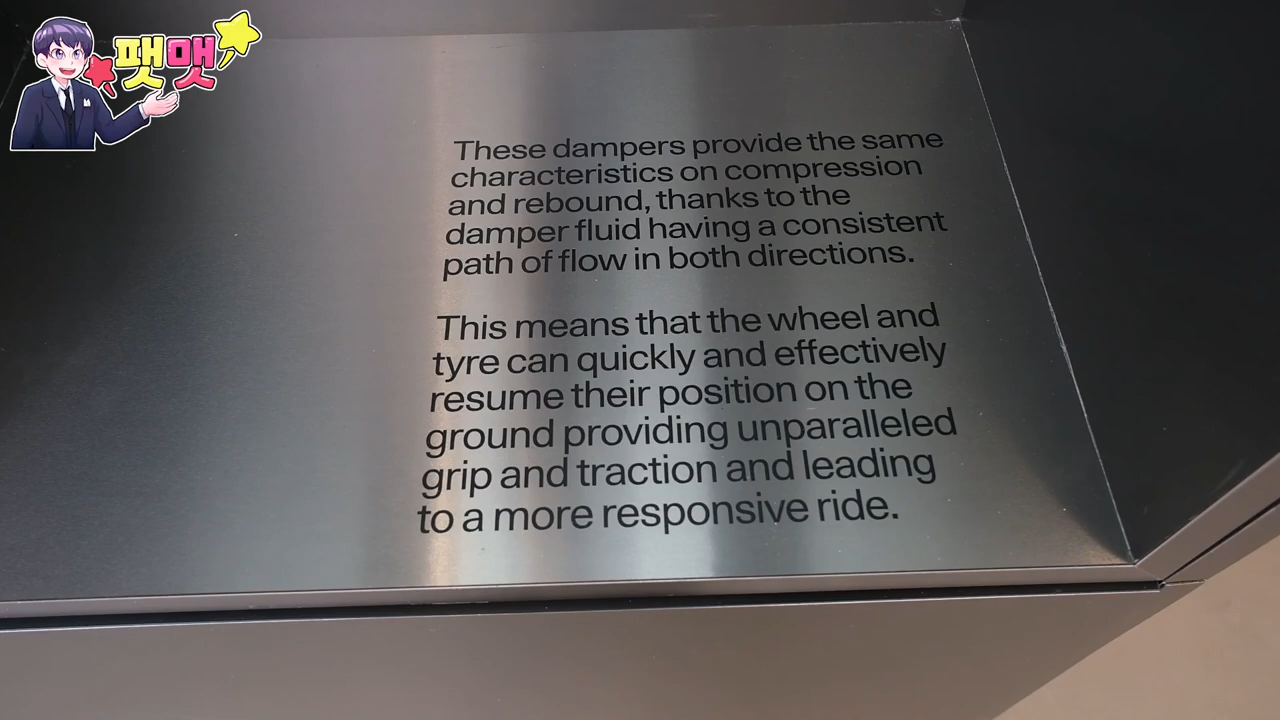 팻맷
These dampers provide the same
characteristics on compression
and rebound, thanks to the
damper fluid having a consistent
path of flow in both directions.
This means that the wheel and
tyre can quickly and effectively
resume their position on the
ground providing unparalleled
grip and traction and leading
to a more responsive ride.